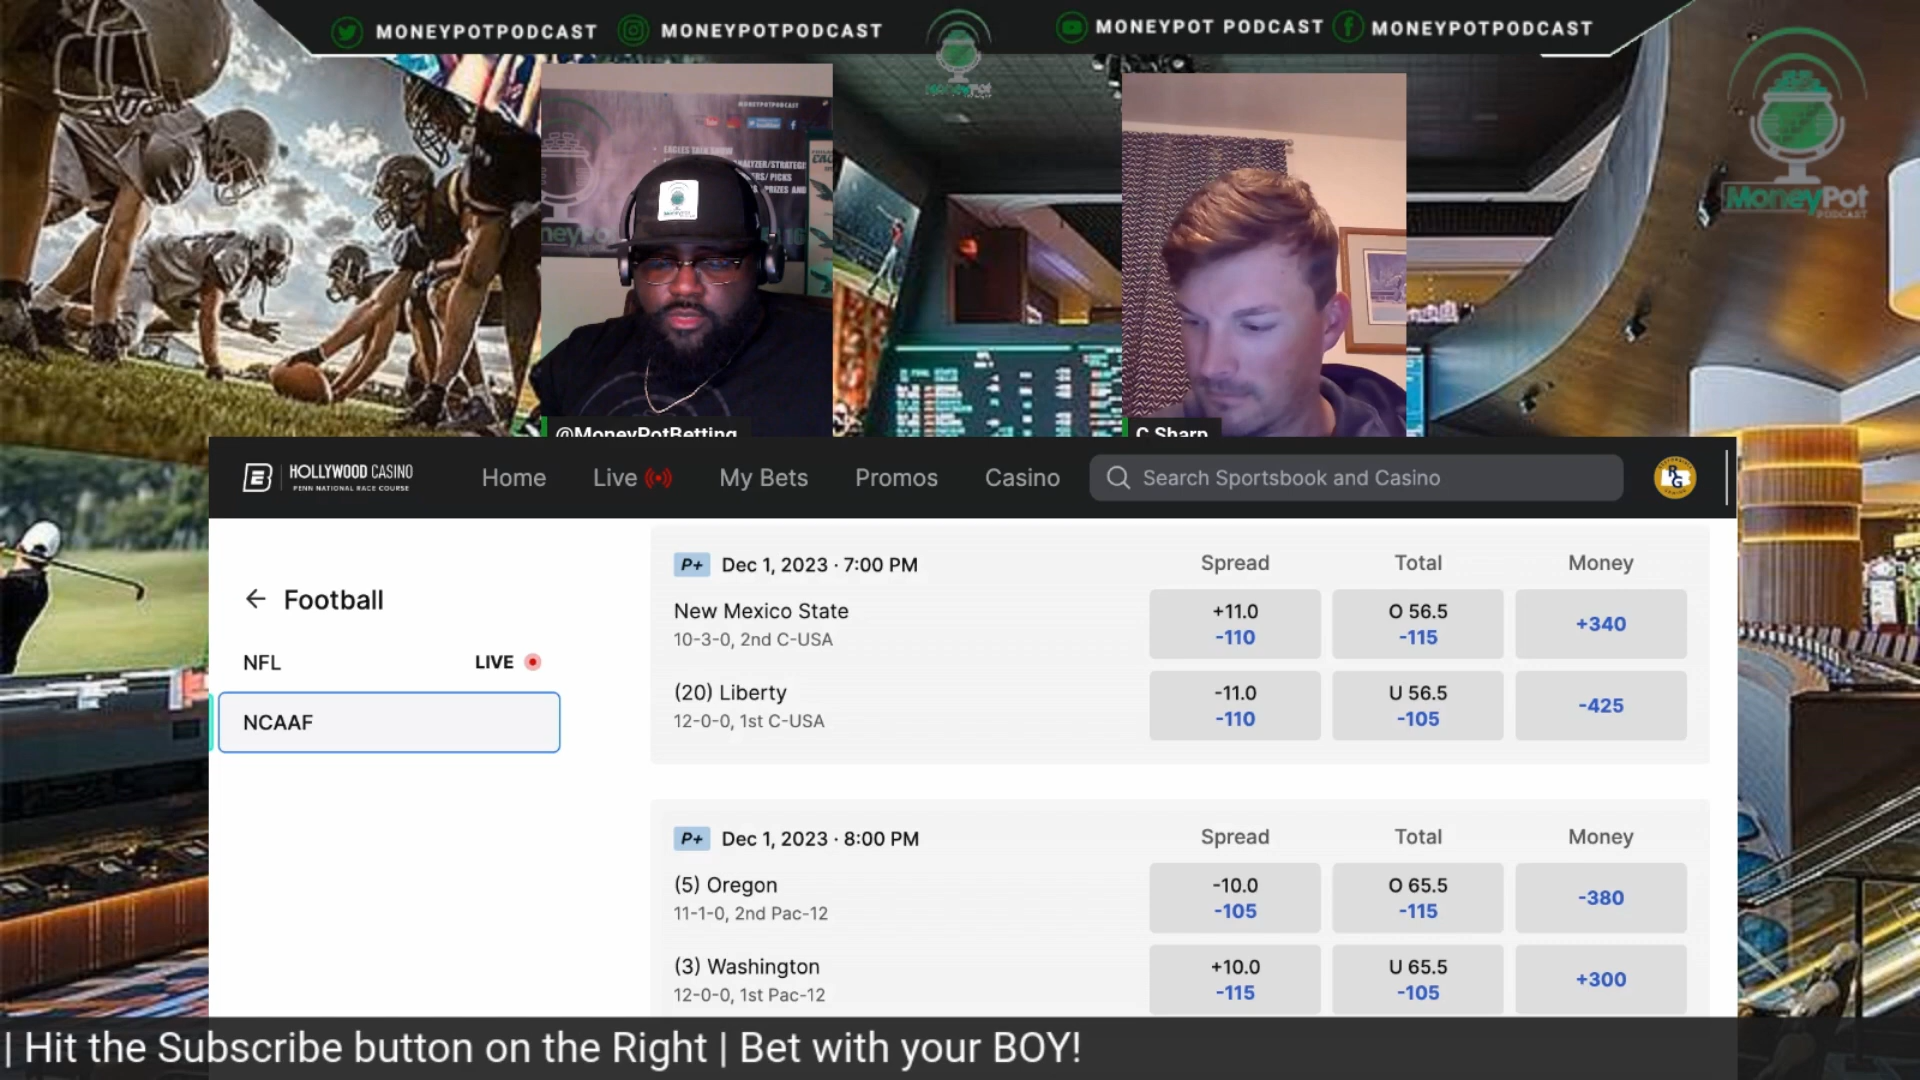 MONEYPOTPODCAST
MONEYPOTPODCAST
MONEYPOT PODCAST
MONEYPOTPODCAST
MoneyPot
MoneyPot
PODCAST
MONEYPOTPODCAST
EAGLES TALK SHOW
@MoneyPotBetting
C Sharp
HOLLYWOOD CASINO
PENN NATIONAL RACE COURSE
Home
Live
My Bets
Promos
Casino
Search Sportsbook and Casino
RG
Football
NFL
LIVE
NCAAF
P+ Dec 1, 2023 · 7:00 PM Spread Total Money
New Mexico State +11.0 O 56.5
10-3-0, 2nd C-USA -110 -115 +340
(20) Liberty -11.0 U 56.5
12-0-0, 1st C-USA -110 -105 -425
P+ Dec 1, 2023 · 8:00 PM Spread Total Money
(5) Oregon -10.0 O 65.5
11-1-0, 2nd Pac-12 -105 -115 -380
(3) Washington +10.0 U 65.5
12-0-0, 1st Pac-12 -115 -105 +300
| Hit the Subscribe button on the Right | Bet with your BOY!